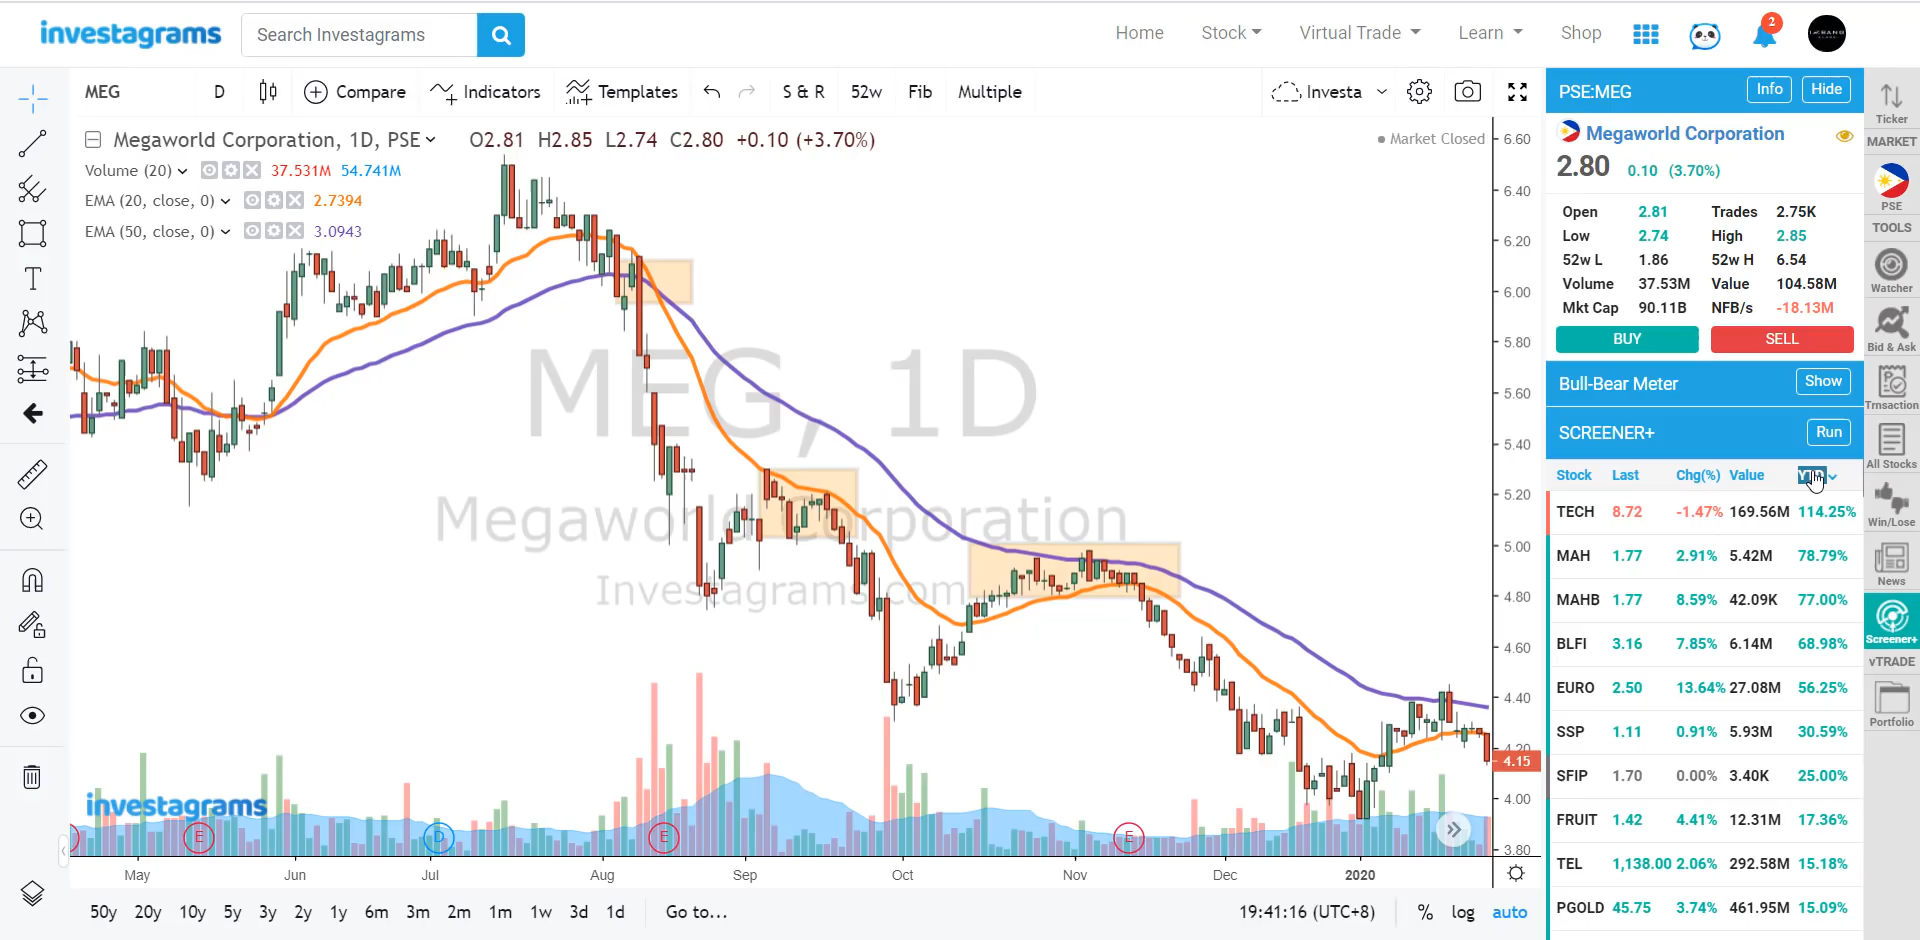 investagrams
Search Investagrams
Home Stock Virtual Trade Learn Shop 2
MEG D Compare Indicators Templates S & R 52w Fib Multiple Investa
Megaworld Corporation, 1D, PSE O2.81 H2.85 L2.74 C2.80 +0.10 (+3.70%)
Market Closed
Volume (20) 37.531M 54.741M
EMA (20, close, 0) 2.7394
EMA (50, close, 0) 3.0943
MEG, 1D
Megaworld Corporation
Investagrams.com
investagrams
E D E E
6.60
6.40
6.20
6.00
5.80
5.60
5.40
5.20
5.00
4.80
4.60
4.40
4.20
4.15
4.00
3.80
May Jun Jul Aug Sep Oct Nov Dec 2020
50y 20y 10y 5y 3y 2y 1y 6m 3m 2m 1m 1w 3d 1d Go to... 19:41:16 (UTC+8) % log auto
PSE:MEG Info Hide
Megaworld Corporation
2.80 0.10 (3.70%)
Open 2.81 Trades 2.75K
Low 2.74 High 2.85
52w L 1.86 52w H 6.54
Volume 37.53M Value 104.58M
Mkt Cap 90.11B NFB/s -18.13M
BUY SELL
Bull-Bear Meter Show
SCREENER+ Run
Stock Last Chg(%) Value
TECH 8.72 -1.47% 169.56M 114.25%
MAH 1.77 2.91% 5.42M 78.79%
MAHB 1.77 8.59% 42.09K 77.00%
BLFI 3.16 7.85% 6.14M 68.98%
EURO 2.50 13.64% 27.08M 56.25%
SSP 1.11 0.91% 5.93M 30.59%
SFIP 1.70 0.00% 3.40K 25.00%
FRUIT 1.42 4.41% 12.31M 17.36%
TEL 1,138.00 2.06% 292.58M 15.18%
PGOLD 45.75 3.74% 461.95M 15.09%
Ticker
MARKET
PSE
TOOLS
Watcher
Bid & Ask
Trnsaction
All Stocks
Win/Lose
News
Screener+
vTRADE
Portfolio